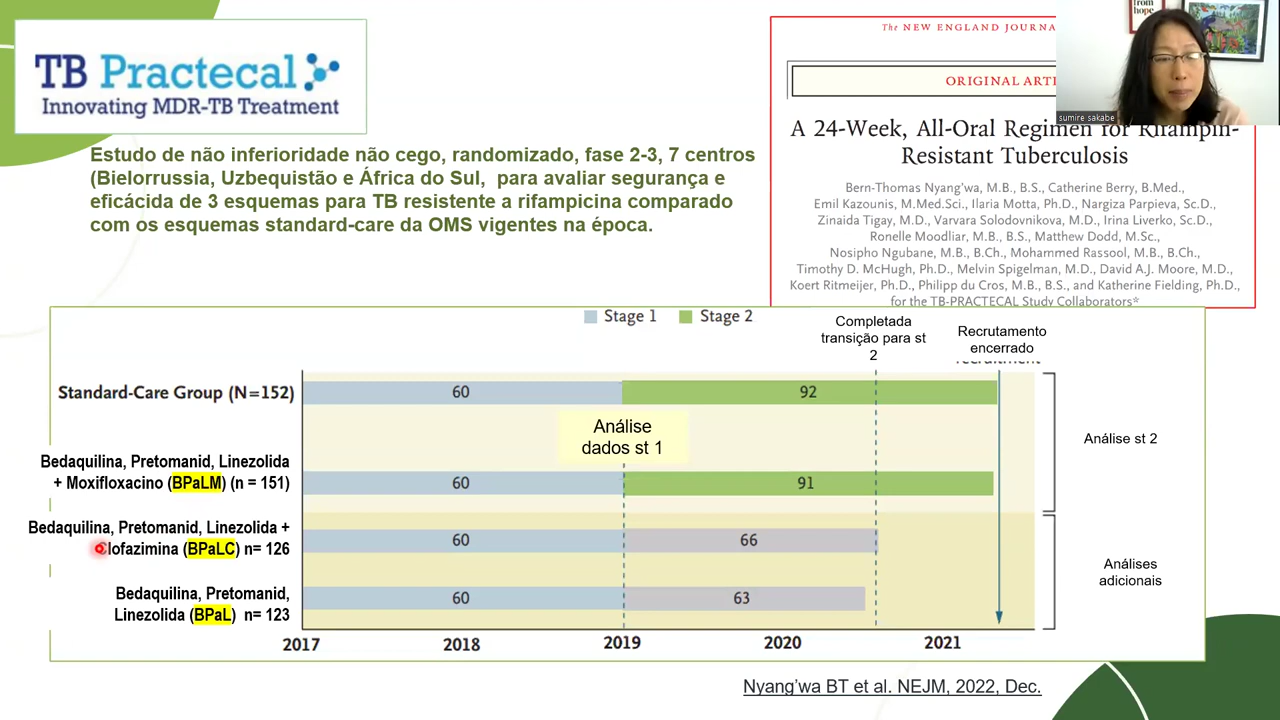 TB Practecal
Innovating MDR-TB Treatment
Estudo de não inferioridade não cego, randomizado, fase 2-3, 7 centros
(Bielorrussia, Uzbequistão e África do Sul, para avaliar segurança e
eficácida de 3 esquemas para TB resistente a rifampicina comparado
com os esquemas standard-care da OMS vigentes na época.
The NEW ENGLAND JOURNA
ORIGINAL ARTI
A 24-Week, All-Oral Regimen for Rifampin-
Resistant Tuberculosis
Bern-Thomas Nyang'wa, M.B., B.S., Catherine Berry, B.Med.,
Emil Kazounis, M.Med.Sci., Ilaria Motta, Ph.D., Nargiza Parpieva, Sc.D.,
Zinaida Tigay, M.D., Varvara Solodovnikova, M.D., Irina Liverko, Sc.D.,
Ronelle Moodliar, M.B., B.S., Matthew Dodd, M.Sc.,
Nosipho Ngubane, M.B., B.Ch., Mohammed Rassool, M.B., B.Ch.,
Timothy D. McHugh, Ph.D., Melvin Spigelman, M.D., David A.J. Moore, M.D.,
Koert Ritmeijer, Ph.D., Philipp du Cros, M.B., B.S., and Katherine Fielding, Ph.D.,
for the TB-PRACTECAL Study Collaborators*
from
hope
sumire sakabe
Stage 1
Stage 2
Completada
transição para st
2
Recrutamento
encerrado
recruitment
Standard-Care Group (N=152)
60
92
Análise
dados st 1
Análise st 2
Bedaquilina, Pretomanid, Linezolida
+ Moxifloxacino (BPaLM) (n = 151)
60
91
Bedaquilina, Pretomanid, Linezolida +
Clofazimina (BPaLC) n= 126
60
66
Análises
adicionais
Bedaquilina, Pretomanid,
Linezolida (BPaL) n= 123
60
63
2017
2018
2019
2020
2021
Nyang'wa BT et al. NEJM, 2022, Dec.